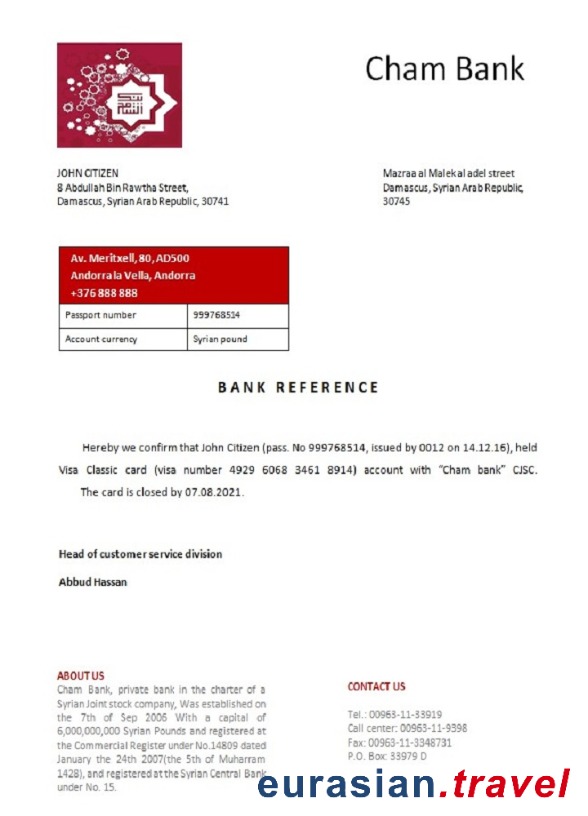 Cham Bank
JOHN CITIZEN
8 Abdullah Bin Rawtha Street,
Damascus, Syrian Arab Republic, 30741
Mazraa al Malek al adel street
Damascus, Syrian Arab Republic,
30745
Av. Meritxell, 80, AD500
Andorra la Vella, Andorra
+376 888 888
Passport number 999768514
Account currency Syrian pound
BANK REFERENCE
Hereby we confirm that John Citizen (pass. No 999768514, issued by 0012 on 14.12.16), held
Visa Classic card (visa number 4929 6068 3461 8914) account with “Cham bank” CJSC.
The card is closed by 07.08.2021.
Head of customer service division
Abbud Hassan
ABOUT US
Cham Bank, private bank in the charter of a
Syrian Joint stock company, Was established on
the 7th of Sep 2006 With a capital of
6,000,000,000 Syrian Pounds and registered at
the Commercial Register under No.14809 dated
January the 24th 2007(the 5th of Muharram
1428), and registered at the Syrian Central Bank
under No. 15.
CONTACT US
Tel.: 00963-11-33919
Call center: 00963-11-9398
Fax: 00963-11-3348731
P.O. Box: 33979 D
eurasian.travel